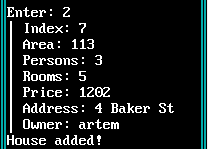 Enter: 2
Index: 7
Area: 113
Persons: 3
Rooms: 5
Price: 1202
Address: 4 Baker St
Owner: artem
House added!